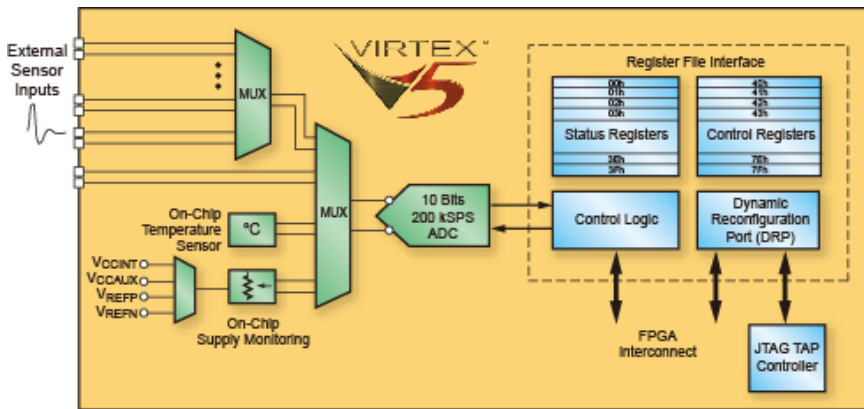 External
Sensor
Inputs
MUX
VIRTEX™
5
MUX
On-Chip
Temperature
Sensor
ºC
VCCINT
VCCAUX
VREFP
VREFN
On-Chip
Supply Monitoring
10 Bits
200 kSPS
ADC
Register File Interface
00h
01h
02h
03h
Status Registers
3Eh
3Fh
40h
41h
42h
43h
Control Registers
7Eh
7Fh
Control Logic
Dynamic
Reconfiguration
Port (DRP)
FPGA
Interconnect
JTAG TAP
Controller